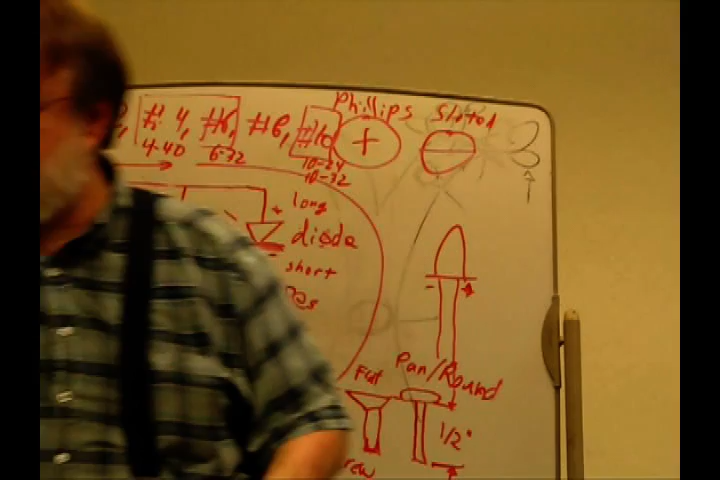 Phillips Sloted
#4, #6, #8, #10
4-40 6-32 10-24
10-32
+ long
diode
- short
- +
Flat Pan/Round
1/2"